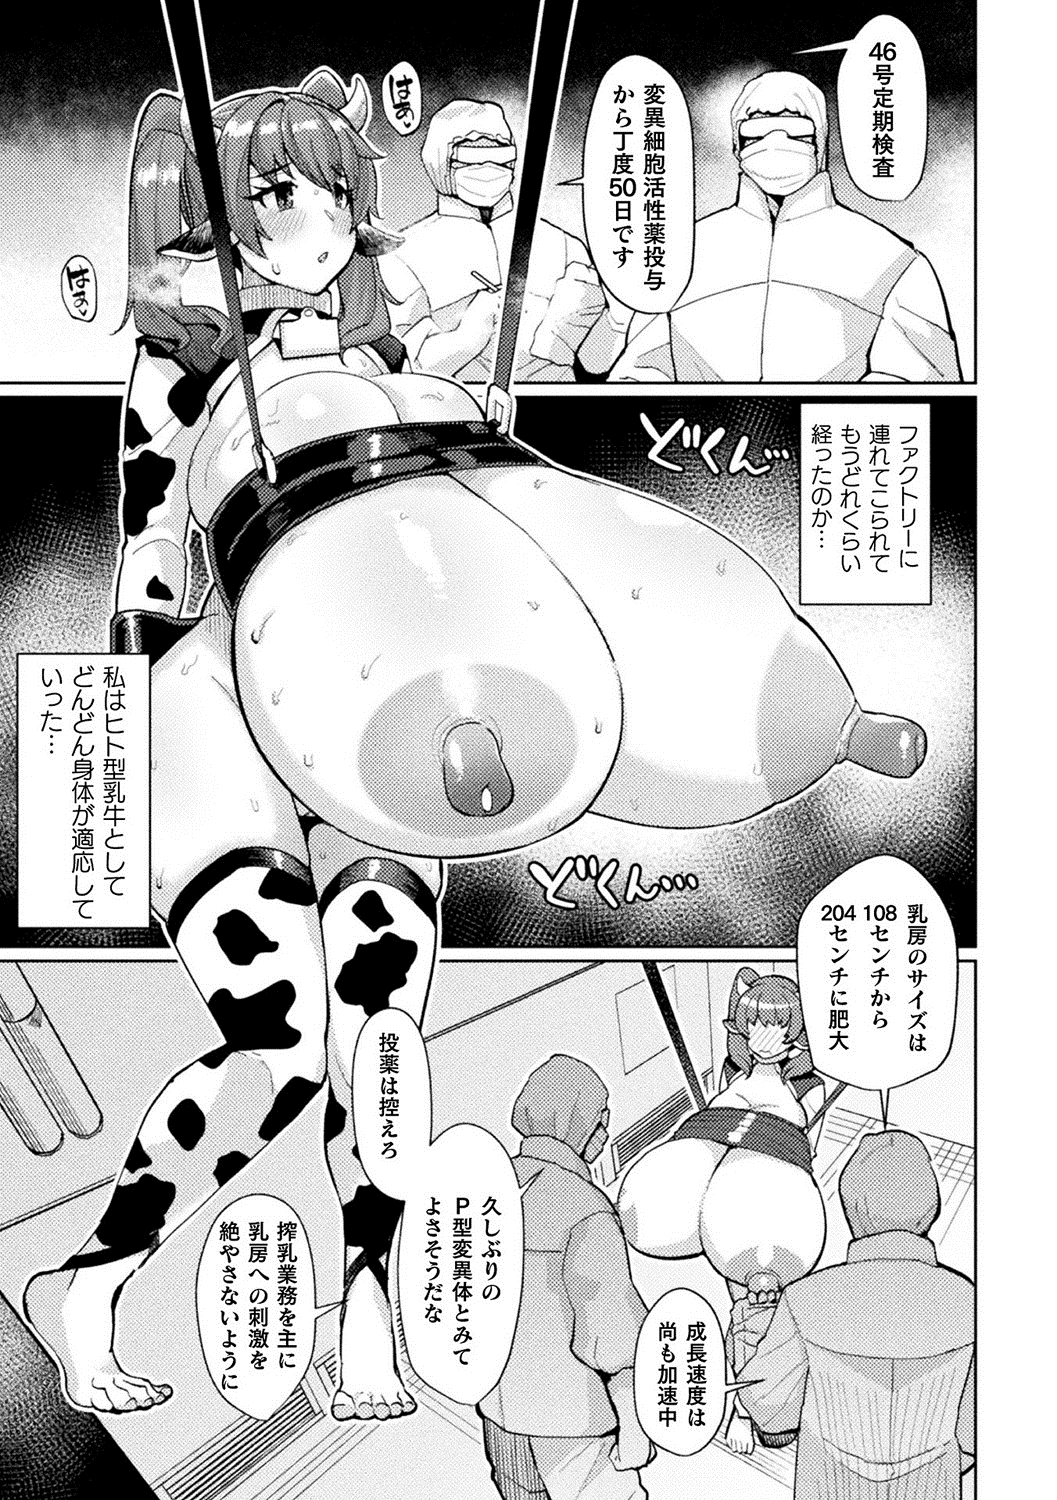 46号定期検査
変異細胞活性薬投与
から丁度50日です
はあ♥
はあ♥
ファクトリーに
連れてこられて
もうどれくらい
経ったのか…
どくんっ…
私はヒト型乳牛として
どんどん身体が適応して
いった…
どくん…
乳房のサイズは
108センチから
204センチに肥大
投薬は控えろ
久しぶりの
P型変異体とみて
よさそうだな
搾乳業務を主に
乳房への刺激を
絶やさないように
成長速度は
尚も加速中